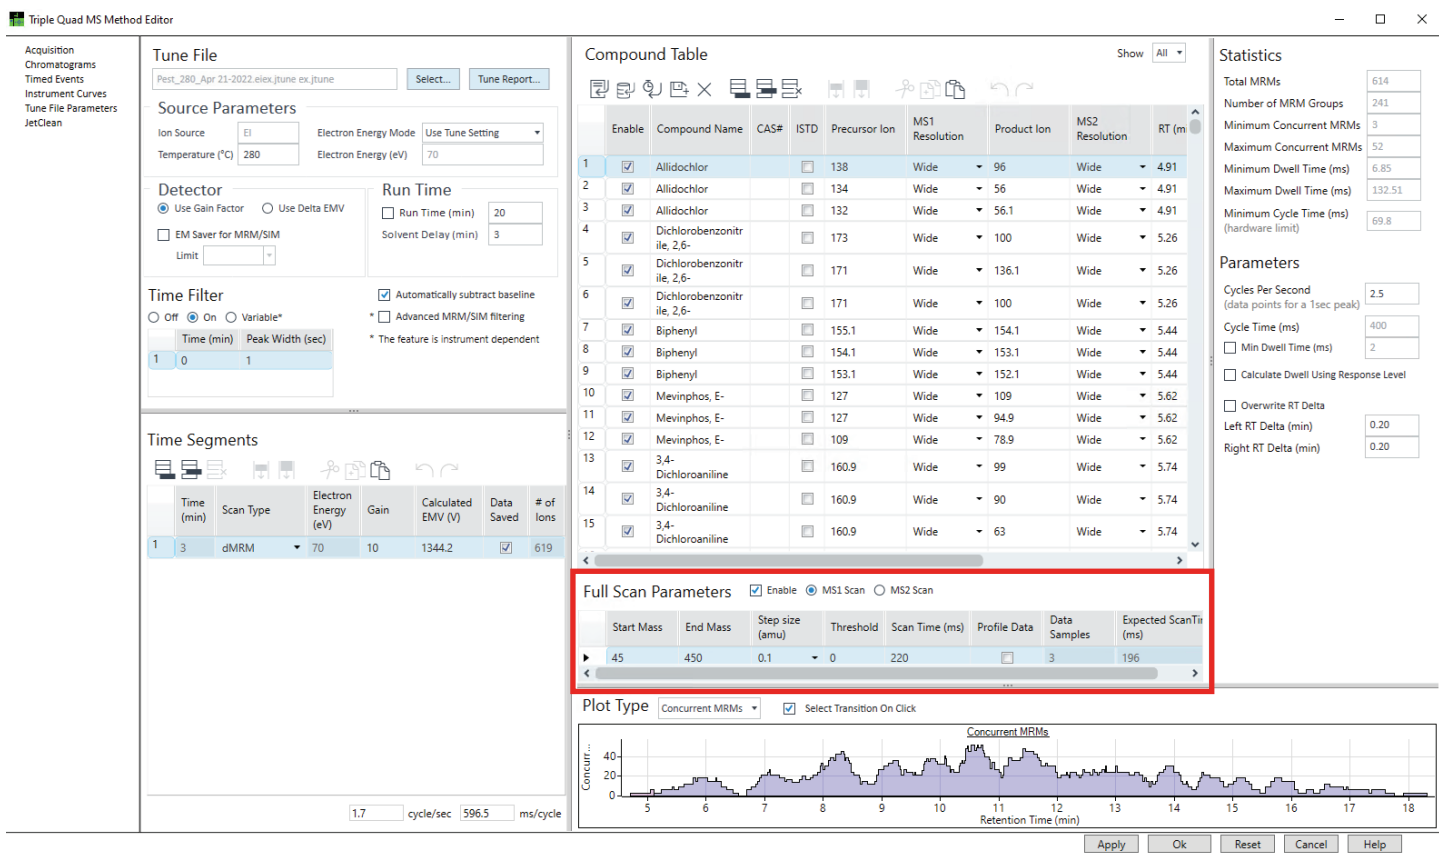 Triple Quad MS Method Editor
Acquisition
Chromatograms
Timed Events
Instrument Curves
Tune File Parameters
JetClean
Tune File
Pest_280_Apr 21-2022.eiex.jtune ex.jtune
Select...
Tune Report...
Source Parameters
Ion Source EI
Electron Energy Mode Use Tune Setting
Temperature (°C) 280
Electron Energy (eV) 70
Detector
Use Gain Factor
Use Delta EMV
EM Saver for MRM/SIM
Limit
Run Time
Run Time (min) 20
Solvent Delay (min) 3
Time Filter
Off On Variable*
Time (min) Peak Width (sec)
1 0 1
Automatically subtract baseline
* Advanced MRM/SIM filtering
* The feature is instrument dependent
Time Segments
Time (min) Scan Type Electron Energy (eV) Gain Calculated EMV (V) Data Saved # of Ions
1 3 dMRM 70 10 1344.2 619
1.7 cycle/sec 596.5 ms/cycle
Compound Table
Show All
Enable Compound Name CAS# ISTD Precursor Ion MS1 Resolution Product Ion MS2 Resolution RT (m
1 Allidochlor 138 Wide 96 Wide 4.91
2 Allidochlor 134 Wide 56 Wide 4.91
3 Allidochlor 132 Wide 56.1 Wide 4.91
4 Dichlorobenzonitrile, 2,6- 173 Wide 100 Wide 5.26
5 Dichlorobenzonitrile, 2,6- 171 Wide 136.1 Wide 5.26
6 Dichlorobenzonitrile, 2,6- 171 Wide 100 Wide 5.26
7 Biphenyl 155.1 Wide 154.1 Wide 5.44
8 Biphenyl 154.1 Wide 153.1 Wide 5.44
9 Biphenyl 153.1 Wide 152.1 Wide 5.44
10 Mevinphos, E- 127 Wide 109 Wide 5.62
11 Mevinphos, E- 127 Wide 94.9 Wide 5.62
12 Mevinphos, E- 109 Wide 78.9 Wide 5.62
13 3,4-Dichloroaniline 160.9 Wide 99 Wide 5.74
14 3,4-Dichloroaniline 160.9 Wide 90 Wide 5.74
15 3,4-Dichloroaniline 160.9 Wide 63 Wide 5.74
Full Scan Parameters Enable MS1 Scan MS2 Scan
Start Mass End Mass Step size (amu) Threshold Scan Time (ms) Profile Data Data Samples Expected ScanTi (ms)
45 450 0.1 0 220 3 196
Plot Type Concurrent MRMs Select Transition On Click
Concurrent MRMs
Concurr...
40
20
0
5 6 7 8 9 10 11 12 13 14 15 16 17 18
Retention Time (min)
Statistics
Total MRMs 614
Number of MRM Groups 241
Minimum Concurrent MRMs 3
Maximum Concurrent MRMs 52
Minimum Dwell Time (ms) 6.85
Maximum Dwell Time (ms) 132.51
Minimum Cycle Time (ms) 69.8
(hardware limit)
Parameters
Cycles Per Second 2.5
(data points for a 1sec peak)
Cycle Time (ms) 400
Min Dwell Time (ms) 2
Calculate Dwell Using Response Level
Overwrite RT Delta
Left RT Delta (min) 0.20
Right RT Delta (min) 0.20
Apply Ok Reset Cancel Help